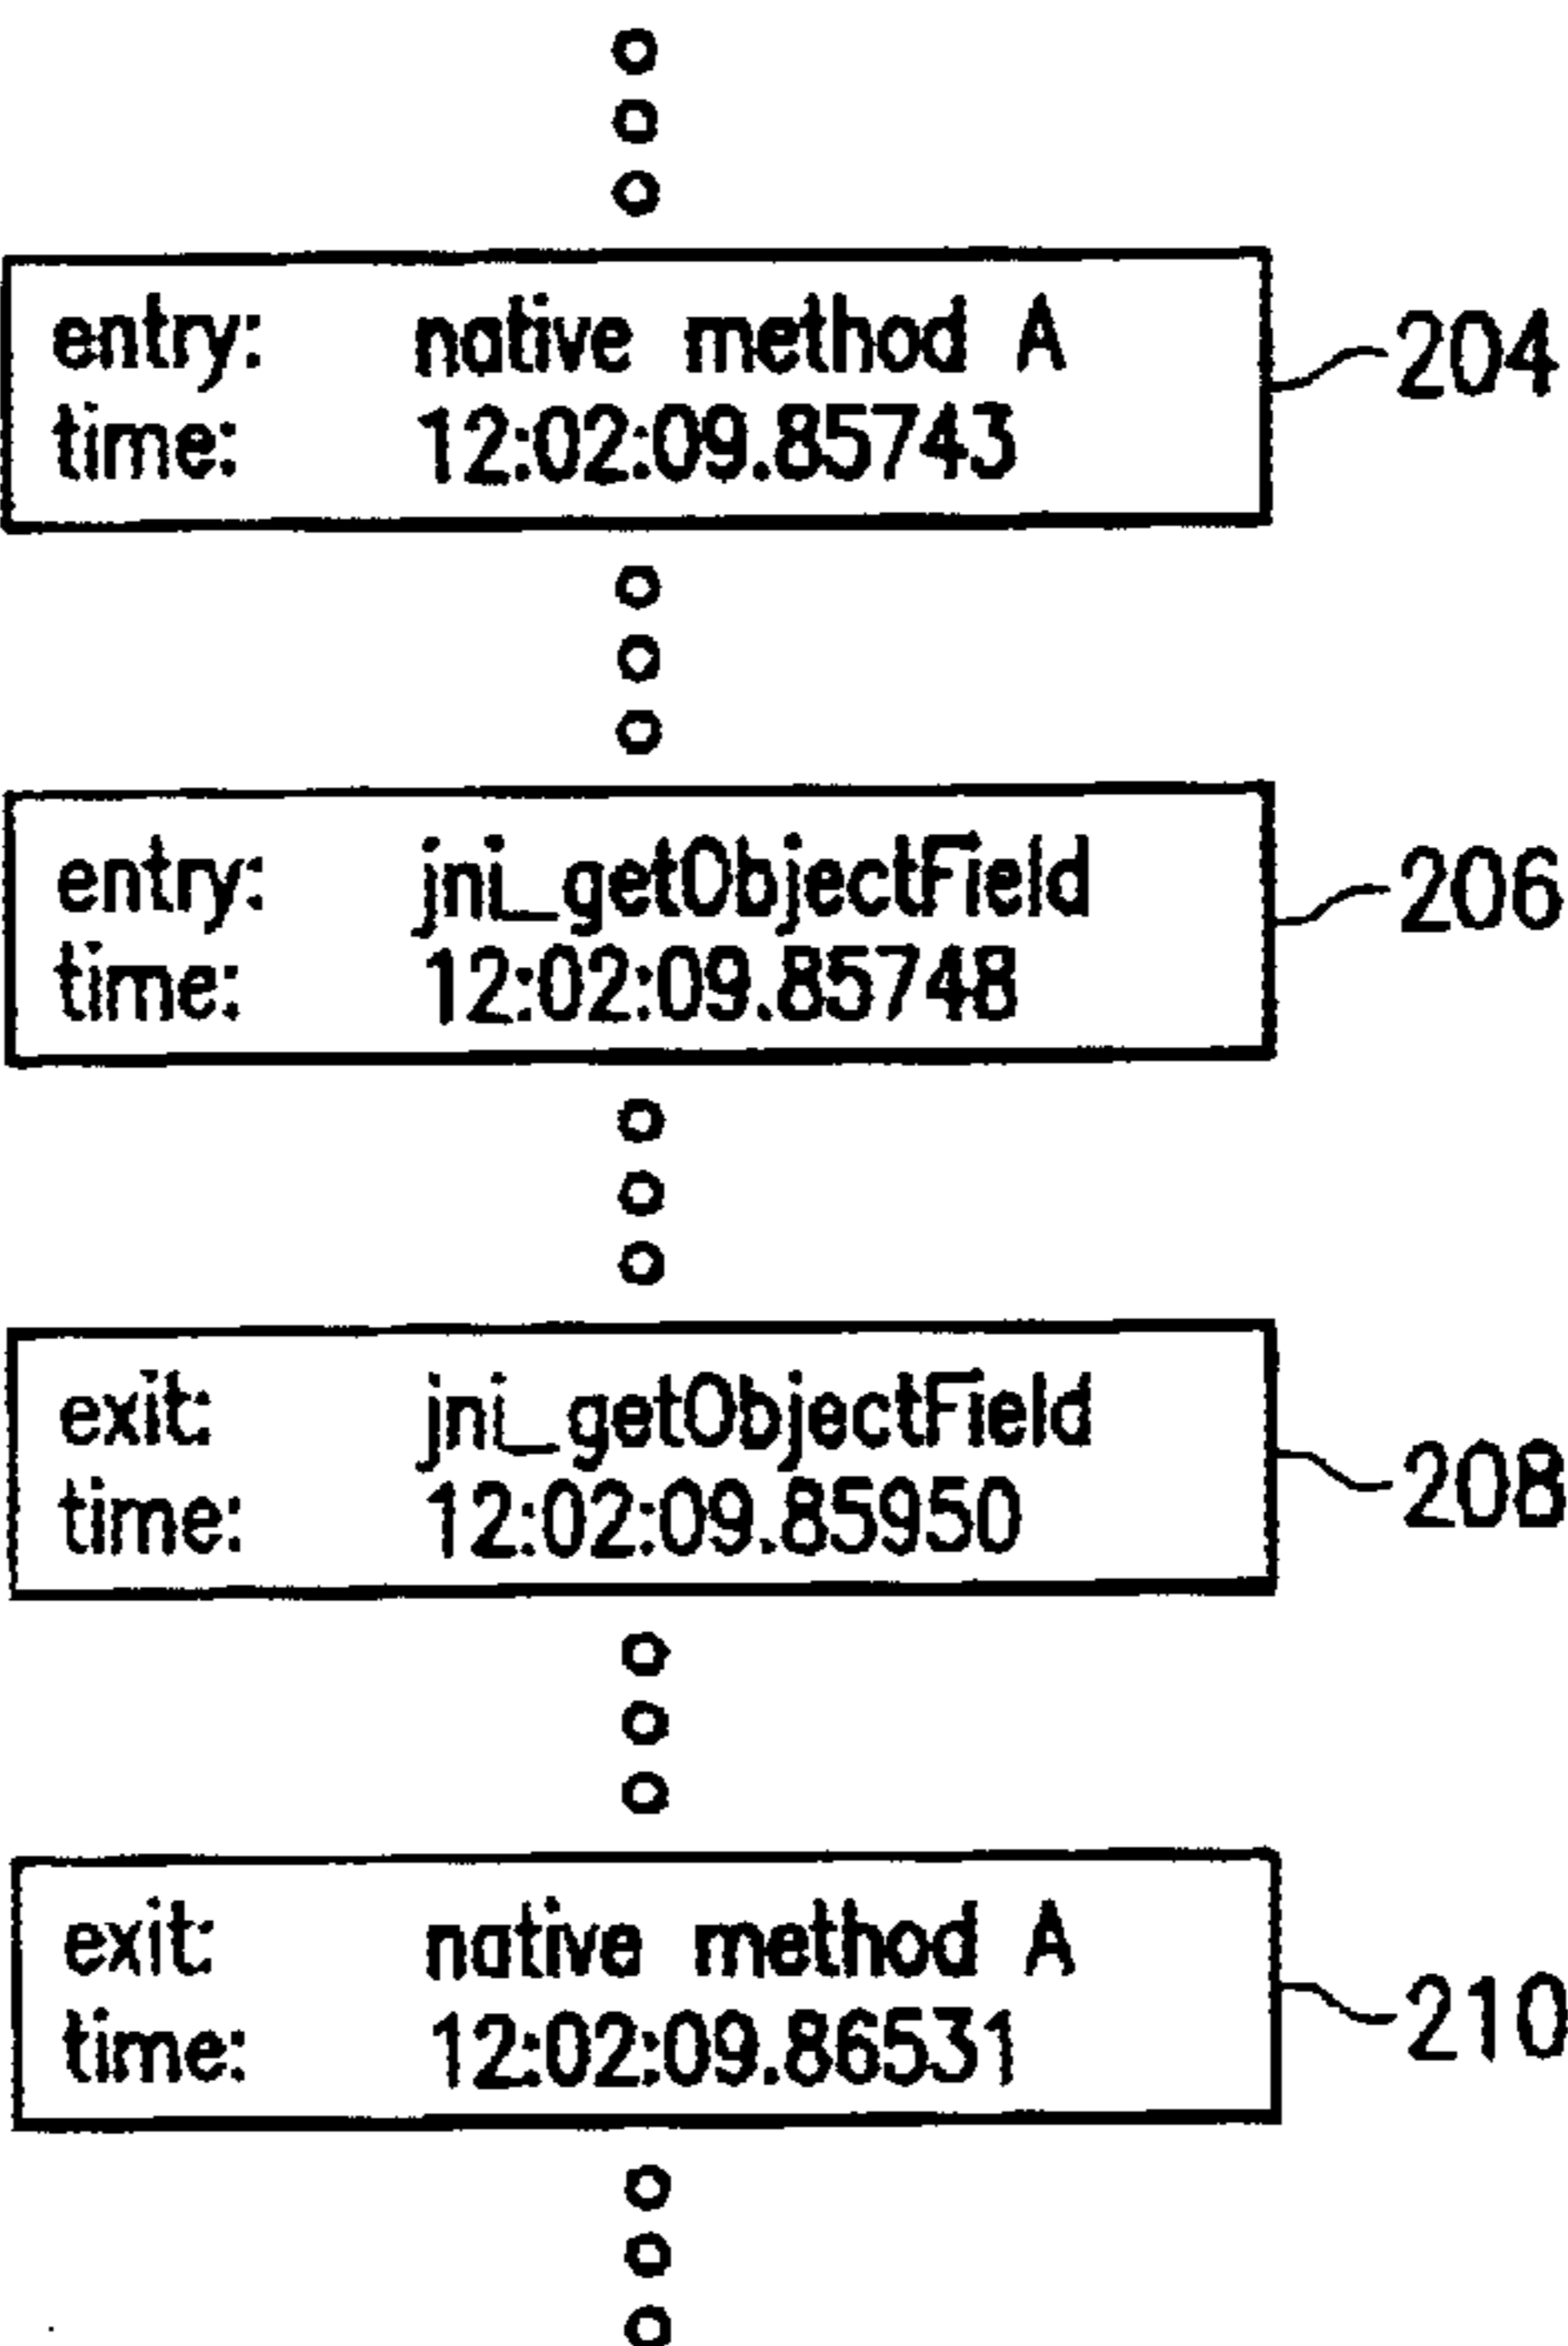 entry: native method A
204
time: 12:02:09.85743
entry: jni_getObjectField
206
time: 12:02:09.85748
exit: jni_getObjectField
208
time: 12:02:09.85950
exit: native method A
210
time: 12:02:09.86531